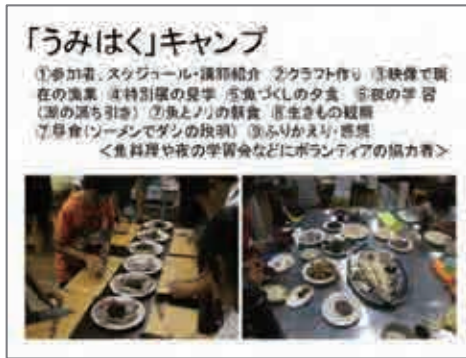 「うみはく」キャンプ
①参加者、スケジュール・講師紹介 ②クラフト作り ③映像で現
在の漁業 ④特別展の見学 ⑤魚づくしの夕食 ⑥夜の学習
(潮の満ち引き) ⑦魚とノリの朝食 ⑧生きもの観察
⑦昼食(ソーメンでダシの説明) ⑨ふりかえり・感想
<魚料理や夜の学習会などにボランティアの協力者>